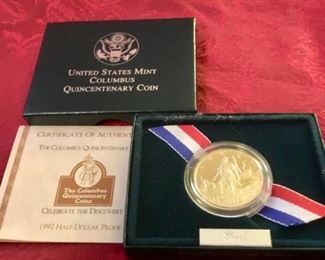 UNITED STATES MINT
COLUMBUS
QUINCENTENARY COIN
CERTIFICATE OF AUTHENT
THE COLUMBUS QUINCENTENARY
The Columbus
Quincentenary
Coins
CELEBRATE THE DISCOVERY
1992 HALF DOLLAR PROOF